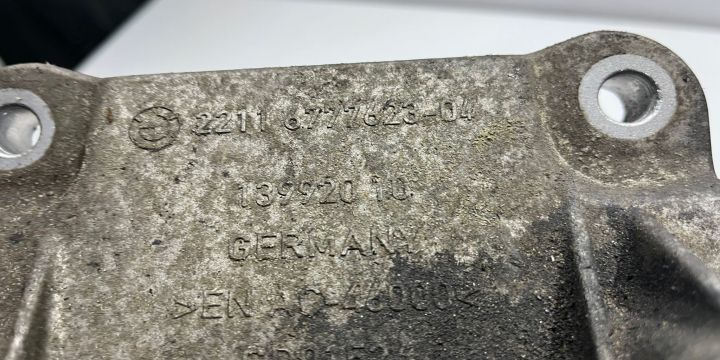 2211 6777623-04
139920 10
GERMANY
>EN AC-46000<